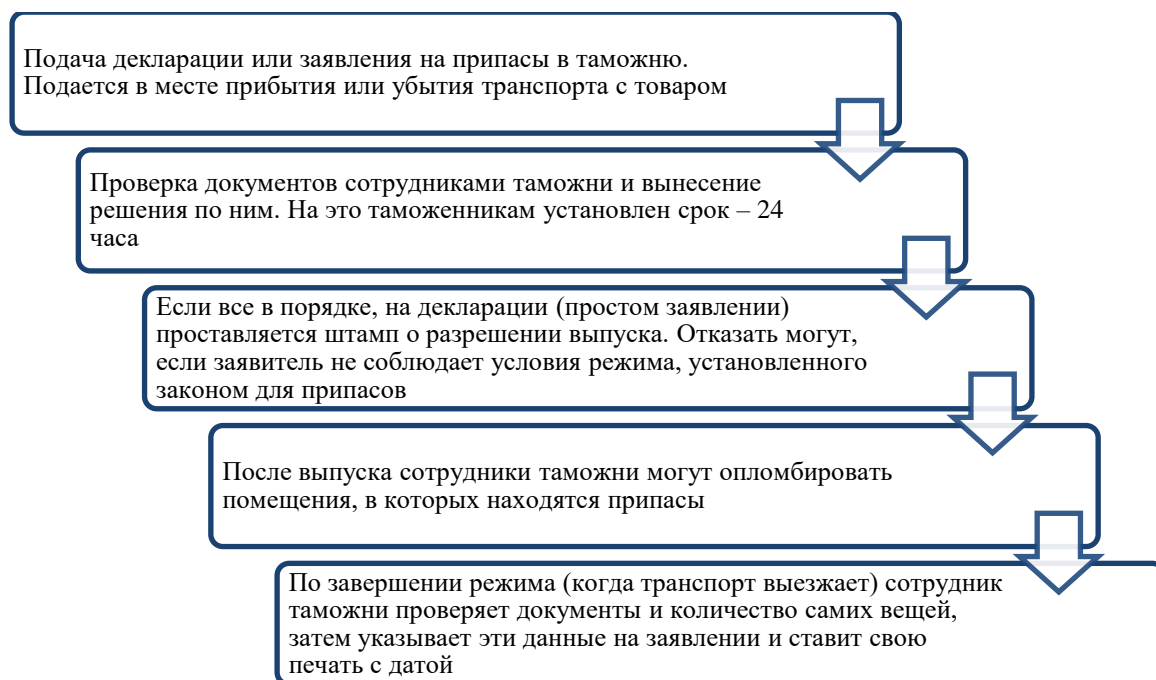 Подача декларации или заявления на припасы в таможню.
Подается в месте прибытия или убытия транспорта с товаром
Проверка документов сотрудниками таможни и вынесение
решения по ним. На это таможенникам установлен срок – 24
часа
Если все в порядке, на декларации (простом заявлении)
проставляется штамп о разрешении выпуска. Отказать могут,
если заявитель не соблюдает условия режима, установленного
законом для припасов
После выпуска сотрудники таможни могут опломбировать
помещения, в которых находятся припасы
По завершении режима (когда транспорт выезжает) сотрудник
таможни проверяет документы и количество самих вещей,
затем указывает эти данные на заявлении и ставит свою
печать с датой